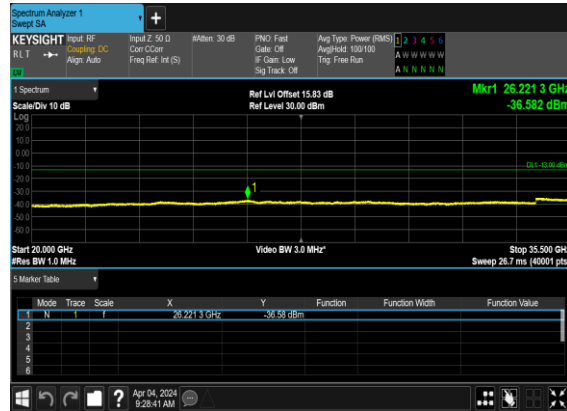 Spectrum Analyzer 1
Swept SA
KEYSIGHT Input: RF Input Z: 50 Ω #Atten: 30 dB PNO: Fast Avg Type: Power (RMS) 1 2 3 4 5 6
RLT Coupling: DC Corr CCorr Gate: Off Avg|Hold: 100/100 A W W W W W
Align: Auto Freq Ref: Int (S) IF Gain: Low Trig: Free Run
Sig Track: Off A N N N N N
1 Spectrum Ref Lvl Offset 15.83 dB Mkr1 26.221 3 GHz
Scale/Div 10 dB Ref Level 30.00 dBm -36.582 dBm
Log
20.0
10.0
0.00
-10.0 DL1 -13.00 dBm
-20.0
-30.0 1
-40.0
-50.0
-60.0
Start 20.000 GHz Video BW 3.0 MHz* Stop 35.500 GHz
#Res BW 1.0 MHz Sweep 26.7 ms (40001 pts
5 Marker Table
Mode Trace Scale X Y Function Function Width Function Value
1 N 1 f 26.221 3 GHz -36.58 dBm
2
3
4
5
6
? Apr 04, 2024
9:28:41 AM